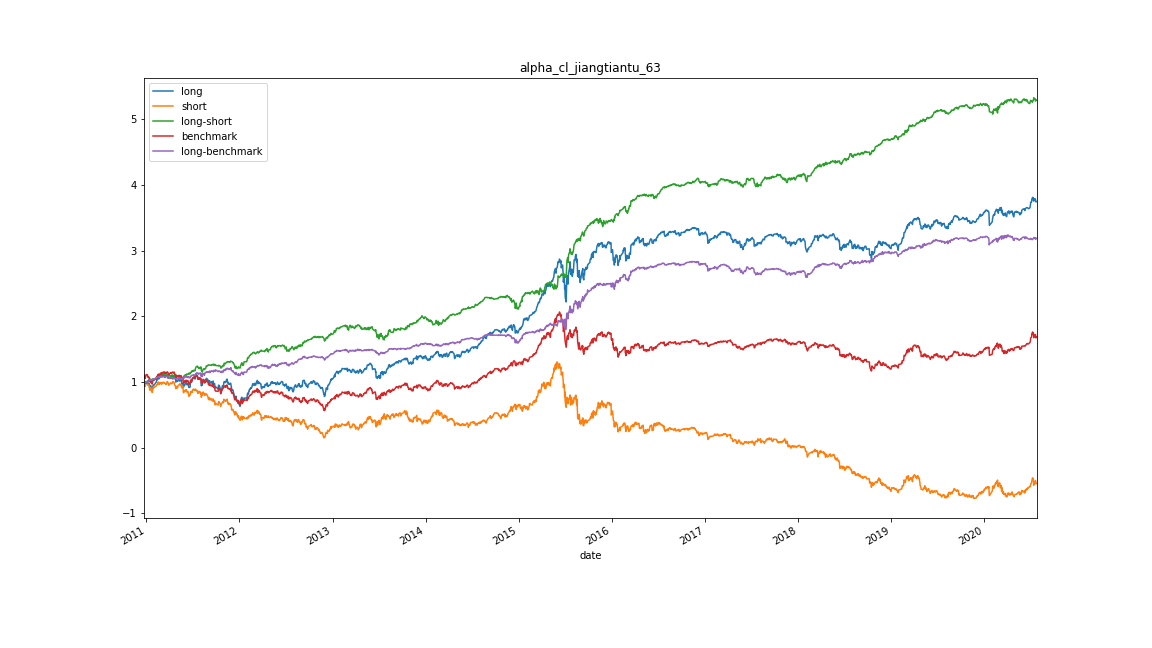 alpha_cl_jiangtiantu_63
long
short
long-short
benchmark
long-benchmark
5
4
3
2
1
0
−1
2011 2012 2013 2014 2015 2016 2017 2018 2019 2020
date